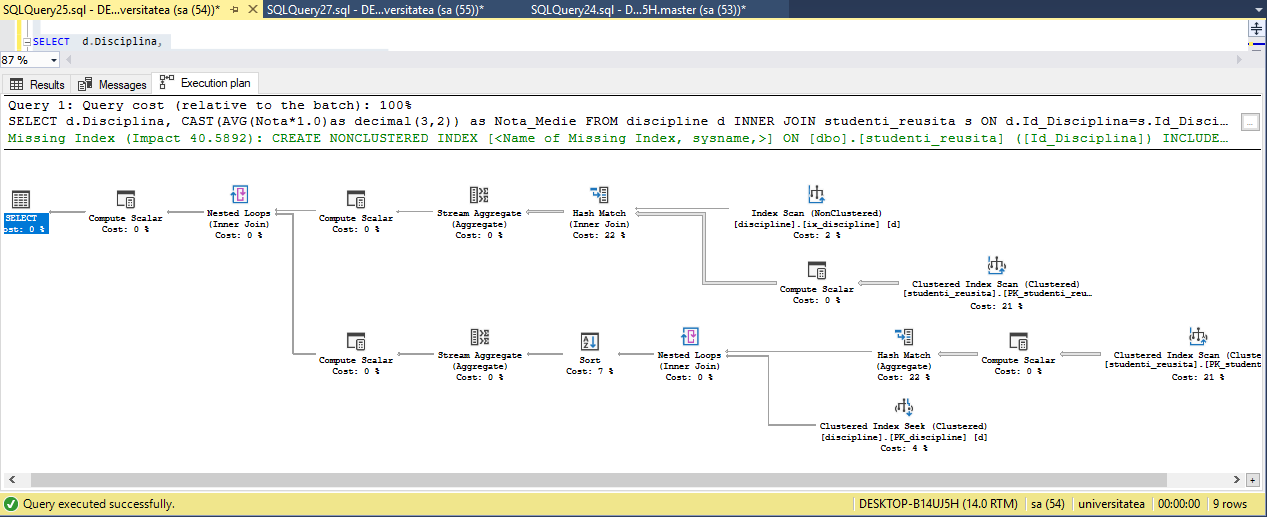 SQLQuery25.sql - DE...versitatea (sa (54))* SQLQuery27.sql - DE...versitatea (sa (55))* SQLQuery24.sql - D...5H.master (sa (53))*
SELECT d.Disciplina,
87 %
Results Messages Execution plan
Query 1: Query cost (relative to the batch): 100%
SELECT d.Disciplina, CAST(AVG(Nota*1.0)as decimal(3,2)) as Nota_Medie FROM discipline d INNER JOIN studenti_reusita s ON d.Id_Disciplina=s.Id_Disci...
Missing Index (Impact 40.5892): CREATE NONCLUSTERED INDEX [<Name of Missing Index, sysname,>] ON [dbo].[studenti_reusita] ([Id_Disciplina]) INCLUDE...
SELECT
ost: 0 %
Compute Scalar
Cost: 0 %
Nested Loops
(Inner Join)
Cost: 0 %
Compute Scalar
Cost: 0 %
Stream Aggregate
(Aggregate)
Cost: 0 %
Hash Match
(Inner Join)
Cost: 22 %
Index Scan (NonClustered)
[discipline].[ix_discipline] [d]
Cost: 2 %
Compute Scalar
Cost: 0 %
Clustered Index Scan (Clustered)
[studenti_reusita].[PK_studenti_reu...
Cost: 21 %
Compute Scalar
Cost: 0 %
Stream Aggregate
(Aggregate)
Cost: 0 %
Sort
Cost: 7 %
Nested Loops
(Inner Join)
Cost: 0 %
Hash Match
(Aggregate)
Cost: 22 %
Compute Scalar
Cost: 0 %
Clustered Index Scan (Cluste
[studenti_reusita].[PK_student
Cost: 21 %
Clustered Index Seek (Clustered)
[discipline].[PK_discipline] [d]
Cost: 4 %
Query executed successfully. DESKTOP-B14UJ5H (14.0 RTM) sa (54) universitatea 00:00:00 9 rows